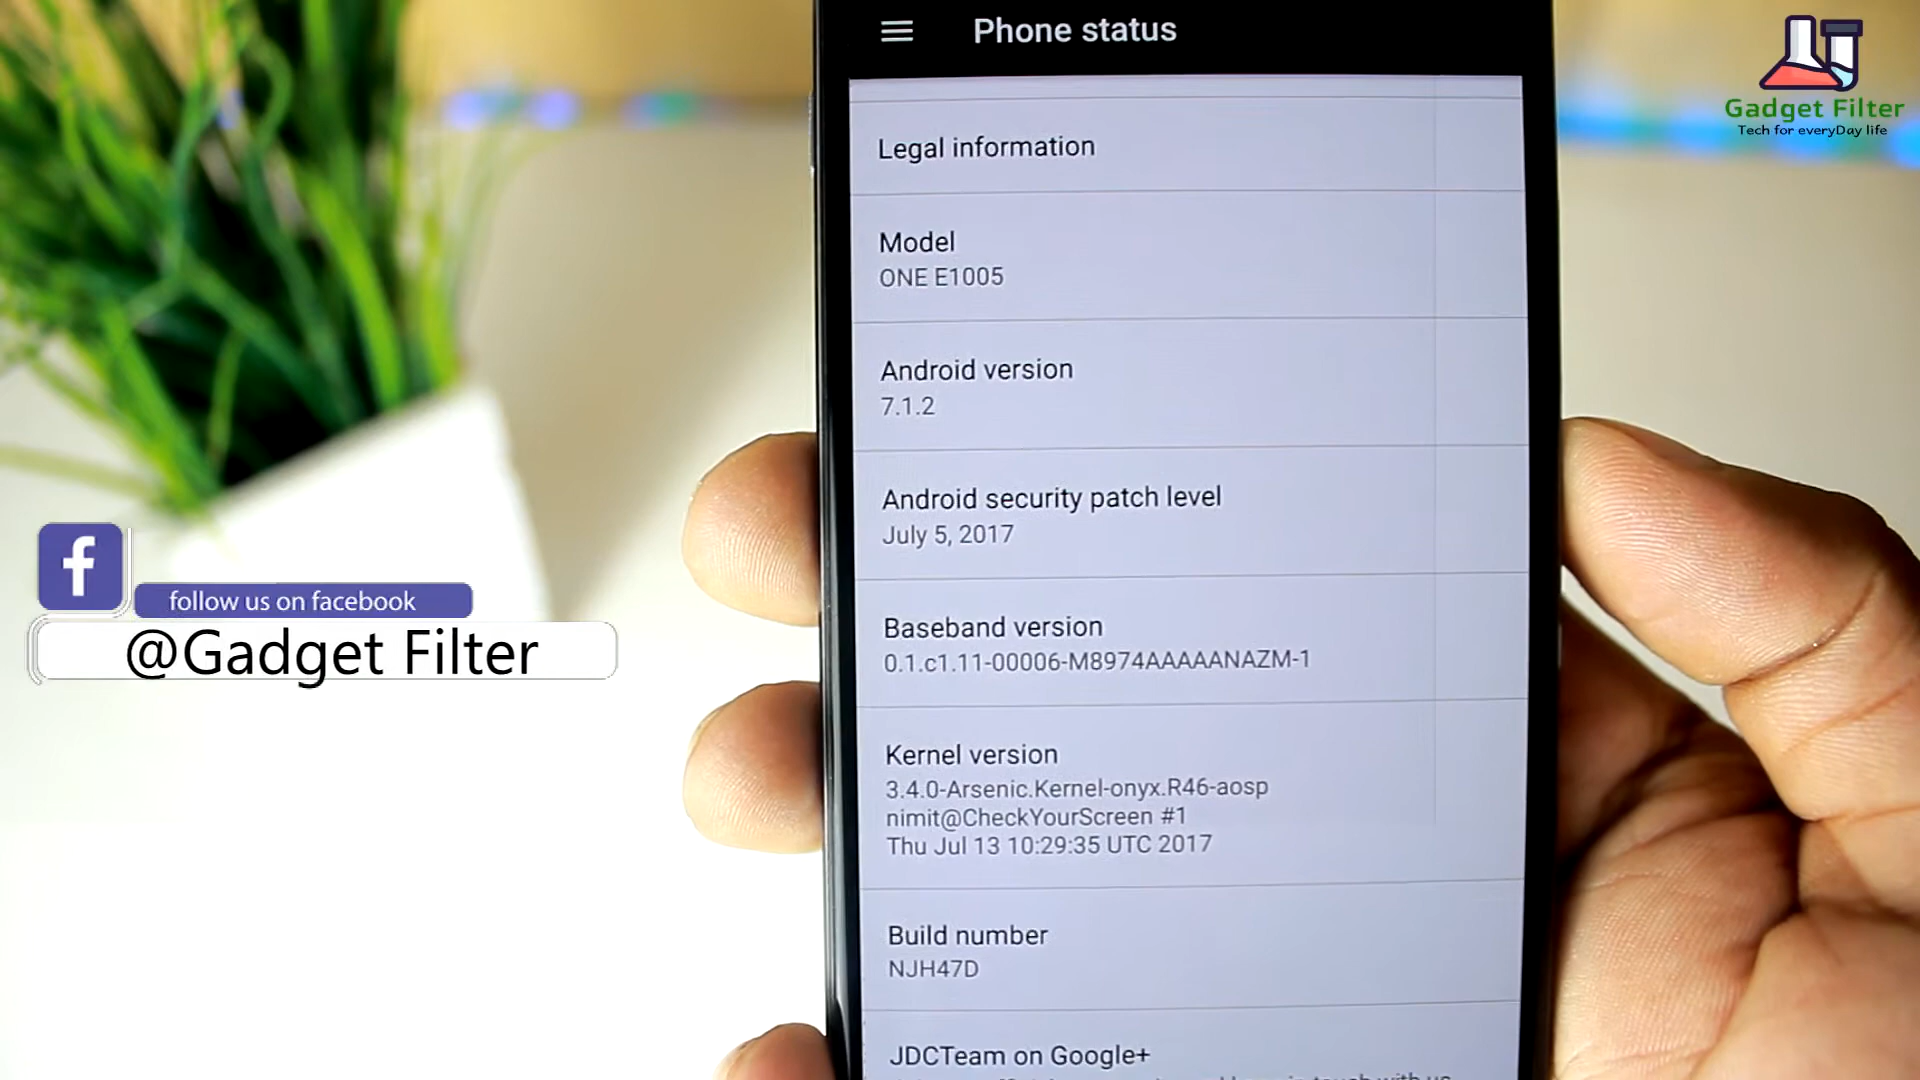 Phone status
Gadget Filter
Tech for everyDay life
Legal information
Model
ONE E1005
Android version
7.1.2
Android security patch level
July 5, 2017
f
follow us on facebook
@Gadget Filter
Baseband version
0.1.c1.11-00006-M8974AAAAANAZM-1
Kernel version
3.4.0-Arsenic.Kernel-onyx.R46-aosp
nimit@CheckYourScreen #1
Thu Jul 13 10:29:35 UTC 2017
Build number
NJH47D
JDCTeam on Google+